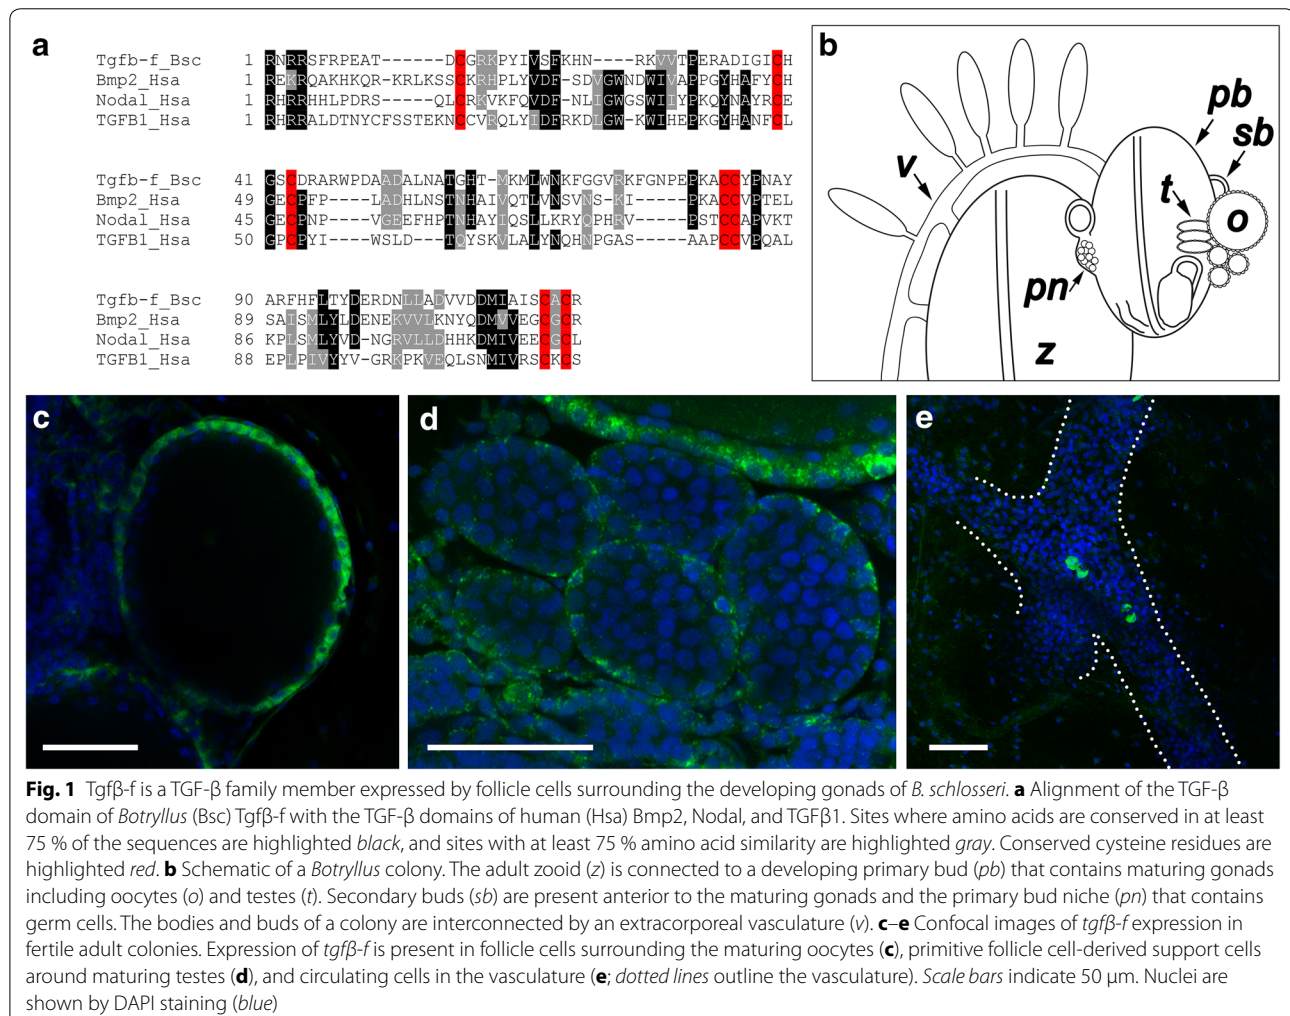 a
Tgfb-f_Bsc 1 RNRRSFRPEAT------DCGRKPYIVSFKHN---RKVVTPERADIGICH
Bmp2_Hsa 1 REKRQAKHKQR-KRLKSSCKRHPLYVDF-SDVGWNDWIVAPPGYHAFYCH
Nodal_Hsa 1 RHRRHHLPDRS-----QLCRKVKFQVDF-NLIGWGSWIIYPKQYNAYRCE
TGFB1_Hsa 1 RHRRALDTNYCFSSTEKNCCVRQLYIDFRKDLGW-KWIHEPKGYHANFCL
Tgfb-f_Bsc 41 GSCDRARWPDAADALNATGHT-MKMLWNKFGGVRKFGNPEPKACCYPNAY
Bmp2_Hsa 49 GECPFP---LADHLNSTNHAIVQTLVNSVNS-KI-----PKACCVPTEL
Nodal_Hsa 45 GECPNP----VGEEFHPTNHAYIQSLLKRYQPHRV------PSTCCAPVKT
TGFB1_Hsa 50 GPCPYI----WSLD----TQYSKVLALYNQHNPGAS-----AAPCCVPQAL
Tgfb-f_Bsc 90 ARFHFLTYDERDNLLADVVDDMIAISCACR
Bmp2_Hsa 89 SAISMLYLDENEKVVLKNYQDMVVEGCGCR
Nodal_Hsa 86 KPLSMLYVD-NGRVLLDHHKDMIVEECGCL
TGFB1_Hsa 88 EPLPIVYYVG-RKPKVEQLSNMIVRSCKCS
b
pb
sb
v
t
o
pn
z
c
d
e
Fig. 1 Tgfβ-f is a TGF-β family member expressed by follicle cells surrounding the developing gonads of B. schlosseri. a Alignment of the TGF-β
domain of Botryllus (Bsc) Tgfβ-f with the TGF-β domains of human (Hsa) Bmp2, Nodal, and TGFβ1. Sites where amino acids are conserved in at least
75 % of the sequences are highlighted black, and sites with at least 75 % amino acid similarity are highlighted gray. Conserved cysteine residues are
highlighted red. b Schematic of a Botryllus colony. The adult zooid (z) is connected to a developing primary bud (pb) that contains maturing gonads
including oocytes (o) and testes (t). Secondary buds (sb) are present anterior to the maturing gonads and the primary bud niche (pn) that contains
germ cells. The bodies and buds of a colony are interconnected by an extracorporeal vasculature (v). c–e Confocal images of tgfβ-f expression in
fertile adult colonies. Expression of tgfβ-f is present in follicle cells surrounding the maturing oocytes (c), primitive follicle cell-derived support cells
around maturing testes (d), and circulating cells in the vasculature (e; dotted lines outline the vasculature). Scale bars indicate 50 µm. Nuclei are
shown by DAPI staining (blue)